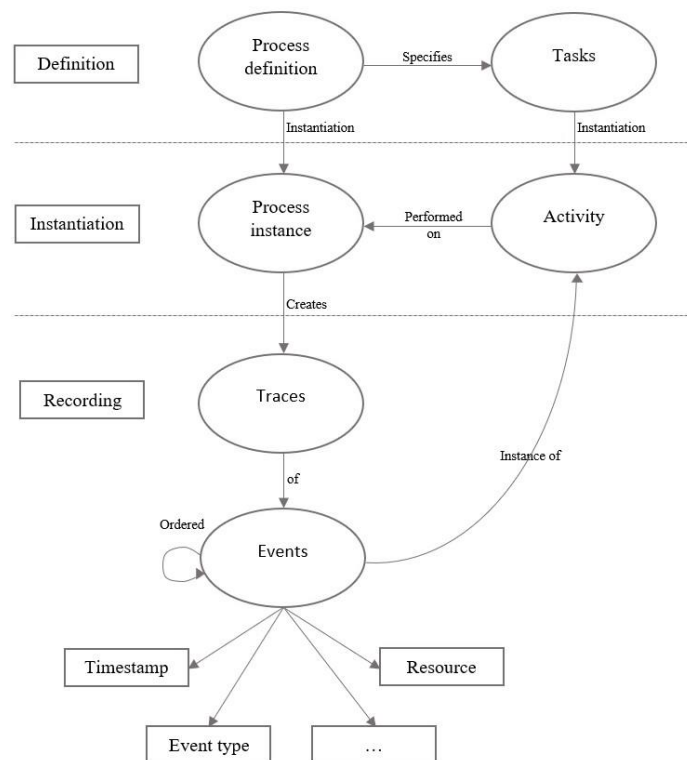 Definition
Process
definition
Specifies
Tasks
Instantiation
Instantiation
Instantiation
Process
instance
Performed
on
Activity
Creates
Recording
Traces
Instance of
of
Ordered
Events
Timestamp
Resource
Event type
...